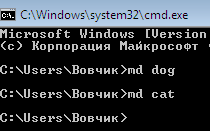 C:\Windows\system32\cmd.exe
Microsoft Windows [Version
(c) Корпорация Майкрософт
C:\Users\Вовчик>md dog
C:\Users\Вовчик>md cat
C:\Users\Вовчик>